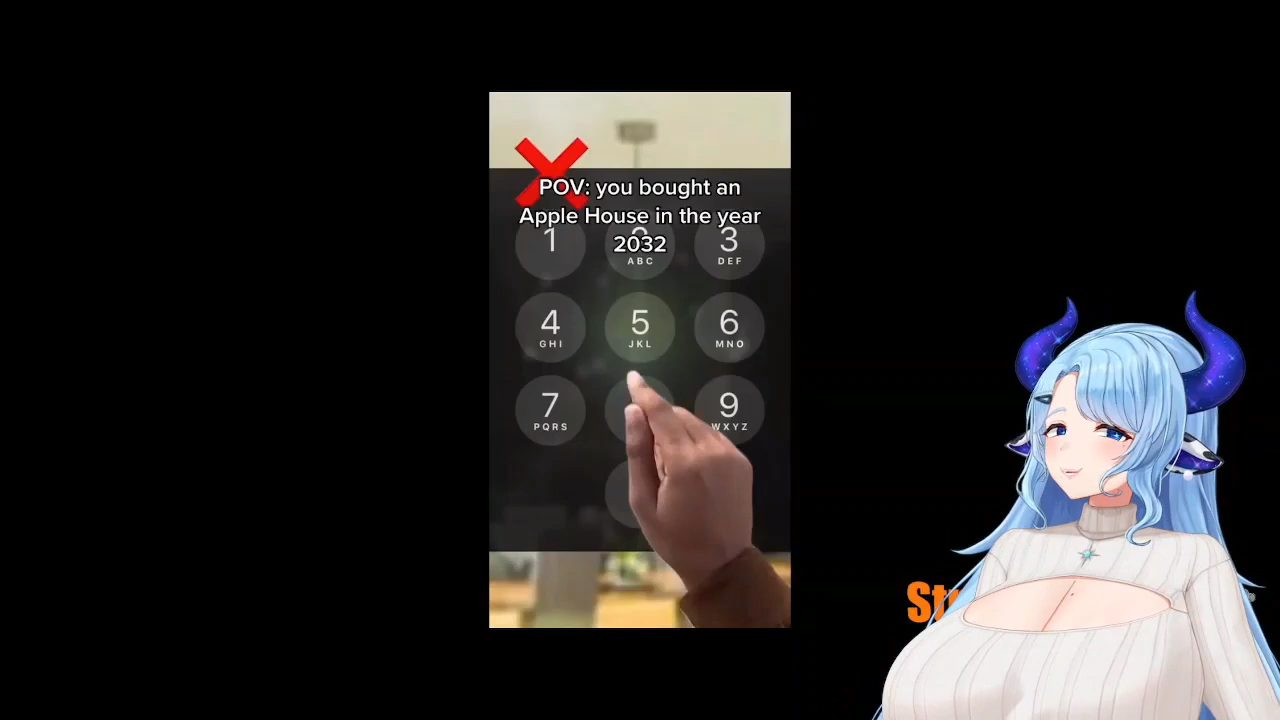 POV: you bought an
Apple House in the year
2032
1
3
ABC
DEF
4
5
6
GHI
JKL
MNO
7
9
PQRS
WXYZ